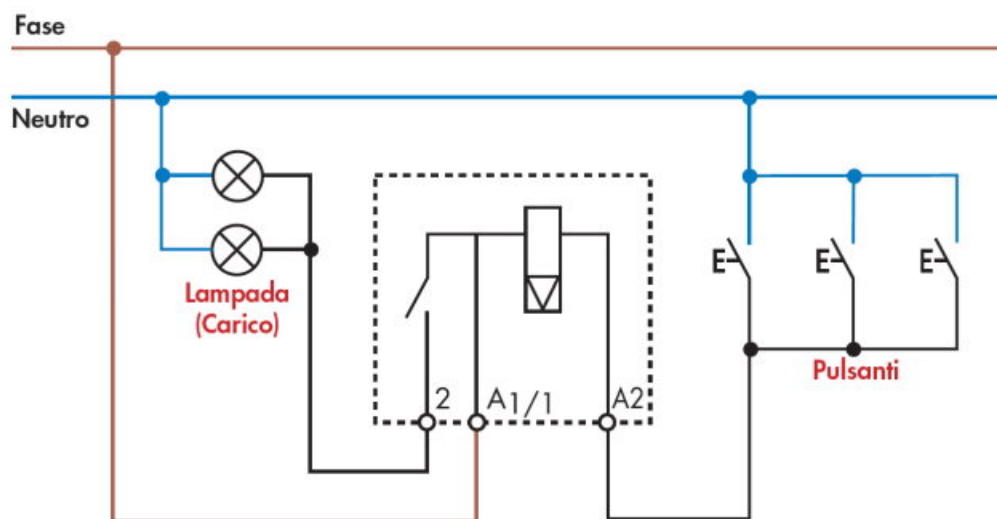 Fase
Neutro
Lampada
(Carico)
2
A1/1
A2
E
E
E
Pulsanti